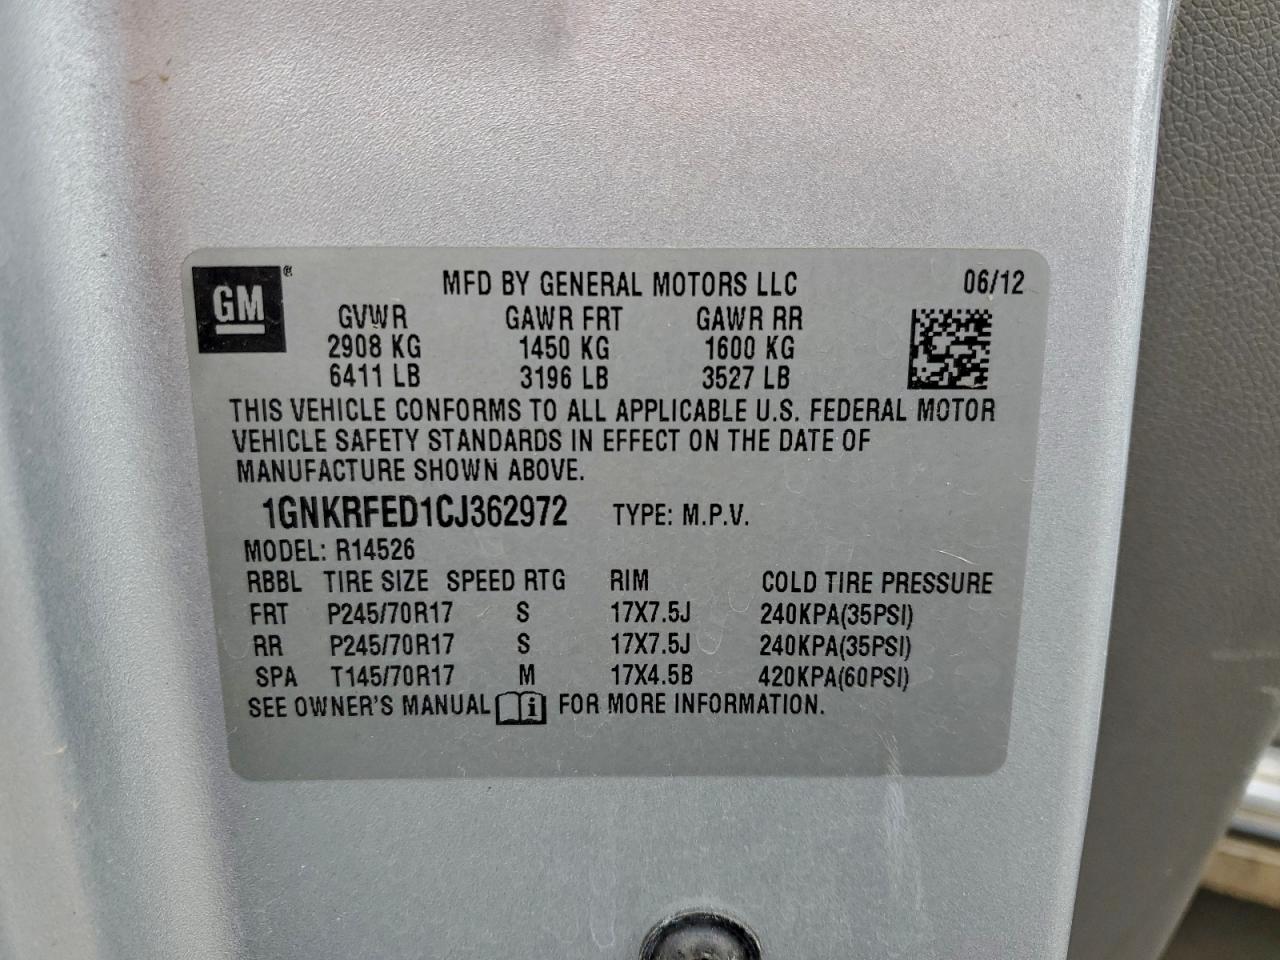 GM® MFD BY GENERAL MOTORS LLC 06/12
GVWR GAWR FRT GAWR RR
2908 KG 1450 KG 1600 KG
6411 LB 3196 LB 3527 LB
THIS VEHICLE CONFORMS TO ALL APPLICABLE U.S. FEDERAL MOTOR
VEHICLE SAFETY STANDARDS IN EFFECT ON THE DATE OF
MANUFACTURE SHOWN ABOVE.
1GNKRFED1CJ362972 TYPE: M.P.V.
MODEL: R14526
RBBL TIRE SIZE SPEED RTG RIM COLD TIRE PRESSURE
FRT P245/70R17 S 17X7.5J 240KPA(35PSI)
RR P245/70R17 S 17X7.5J 240KPA(35PSI)
SPA T145/70R17 M 17X4.5B 420KPA(60PSI)
SEE OWNER'S MANUAL i FOR MORE INFORMATION.